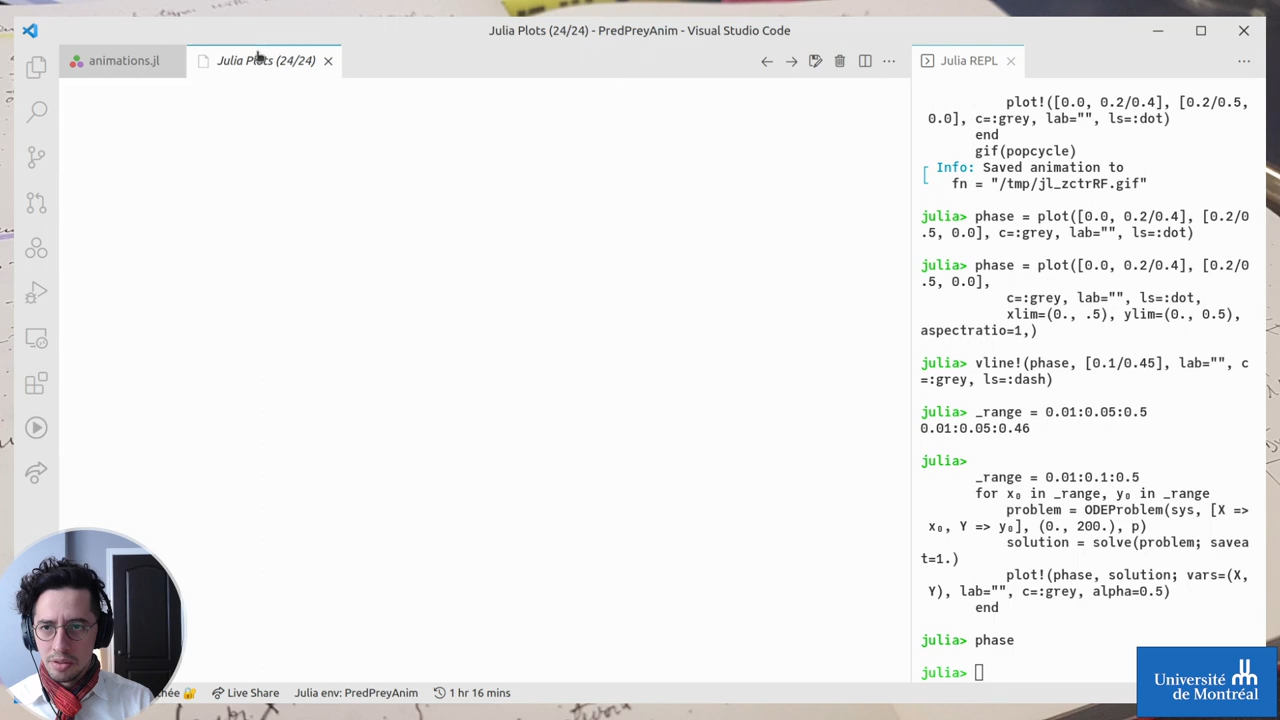 Julia Plots (24/24) - PredPreyAnim - Visual Studio Code
animations.jl
Julia Plots (24/24)
Julia REPL
plot!([0.0, 0.2/0.4], [0.2/0.5,
0.0], c=:grey, lab="", ls=:dot)
end
gif(popcycle)
[ Info: Saved animation to
fn = "/tmp/jl_zctrRF.gif"
julia> phase = plot([0.0, 0.2/0.4], [0.2/0
.5, 0.0], c=:grey, lab="", ls=:dot)
julia> phase = plot([0.0, 0.2/0.4], [0.2/0
.5, 0.0],
c=:grey, lab="", ls=:dot,
xlim=(0., .5), ylim=(0., 0.5),
aspectratio=1,)
julia> vline!(phase, [0.1/0.45], lab="", c
=:grey, ls=:dash)
julia> _range = 0.01:0.05:0.5
0.01:0.05:0.46
julia>
_range = 0.01:0.1:0.5
for x₀ in _range, y₀ in _range
problem = ODEProblem(sys, [X =>
x₀, Y => y₀], (0., 200.), p)
solution = solve(problem; savea
t=1.)
plot!(phase, solution; vars=(X,
Y), lab="", c=:grey, alpha=0.5)
end
julia> phase
julia>
Live Share
Julia env: PredPreyAnim
1 hr 16 mins
Université
de Montréal